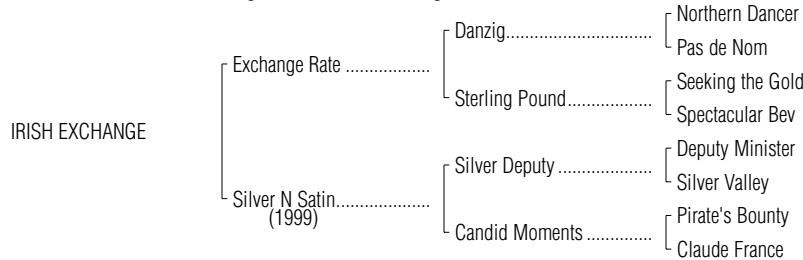 Northern Dancer
Danzig................................
Pas de Nom
Exchange Rate ...................
Seeking the Gold
Sterling Pound....................
Spectacular Bev
IRISH EXCHANGE
Deputy Minister
Silver Deputy ......................
Silver Valley
Silver N Satin......................
(1999)
Pirate's Bounty
Candid Moments ...............
Claude France